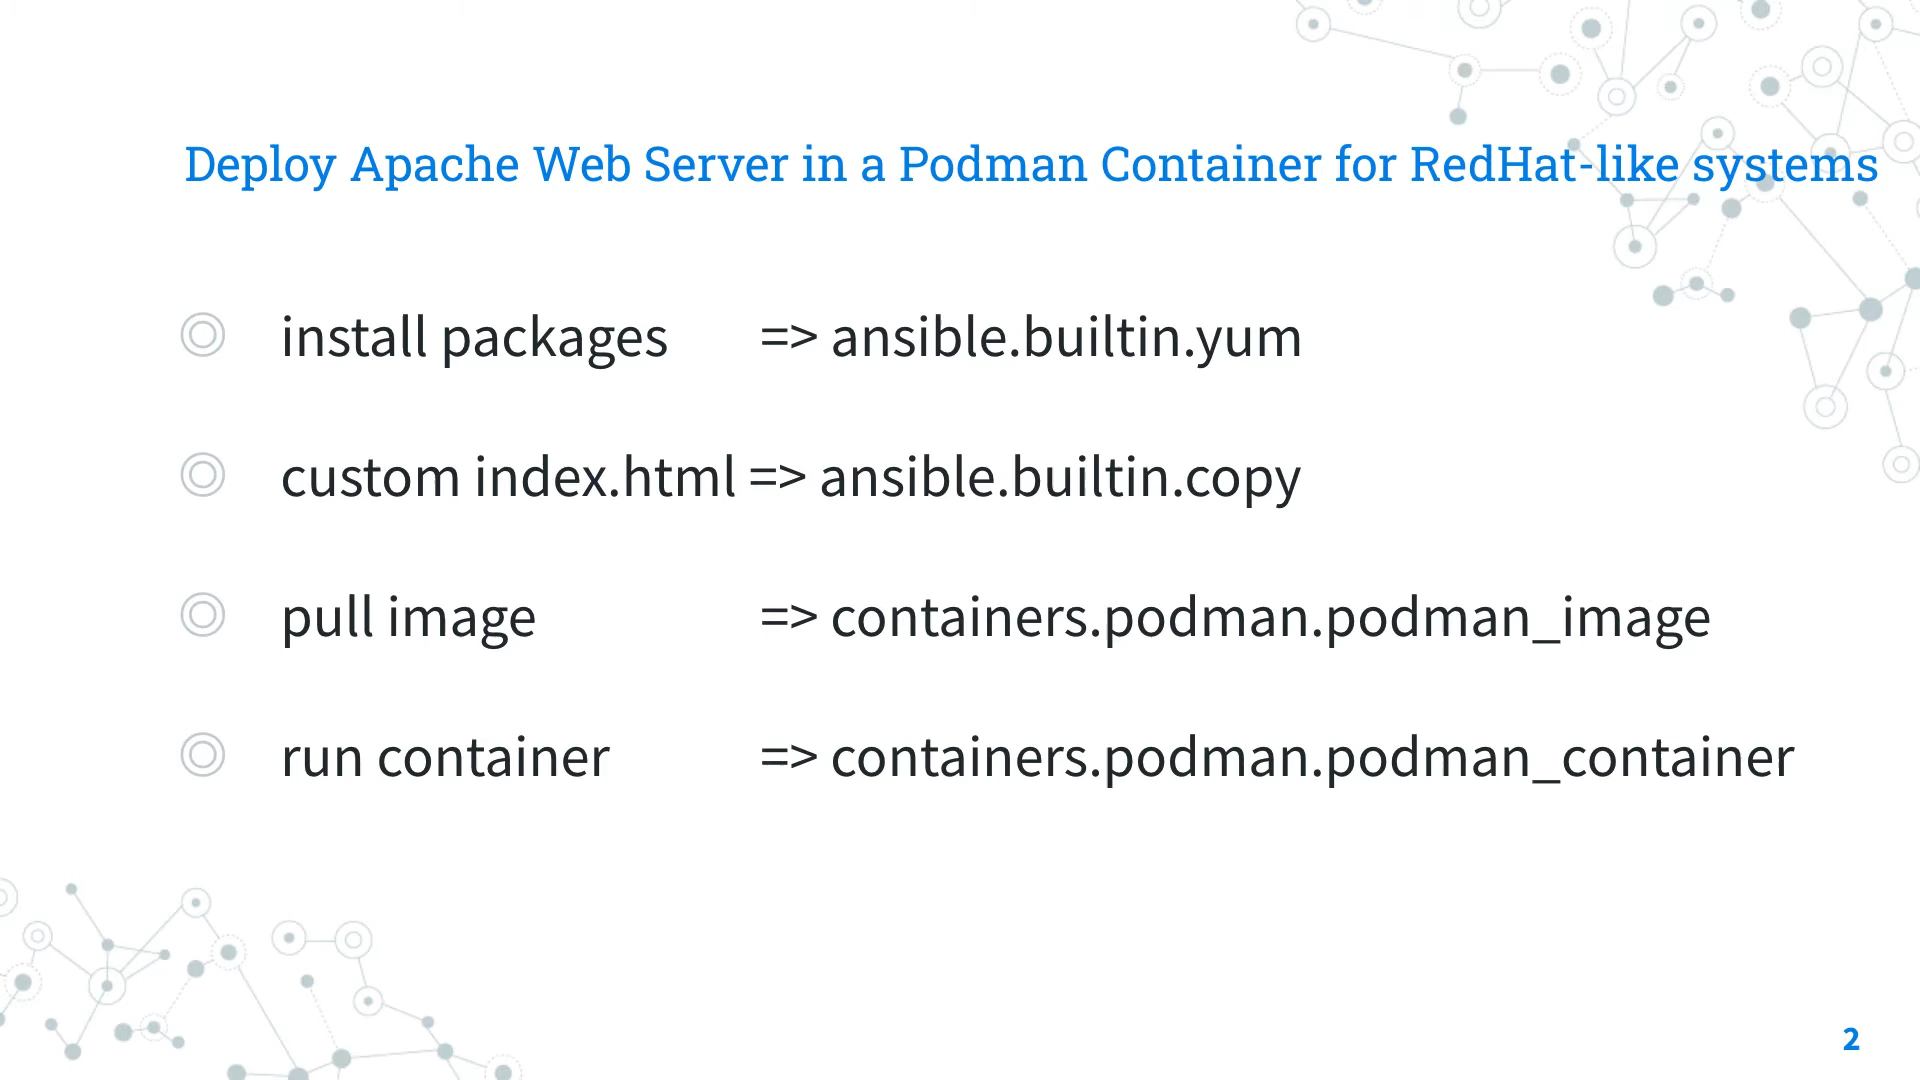 Deploy Apache Web Server in a Podman Container for RedHat-like systems
install packages => ansible.builtin.yum
custom index.html => ansible.builtin.copy
pull image => containers.podman.podman_image
run container => containers.podman.podman_container
2